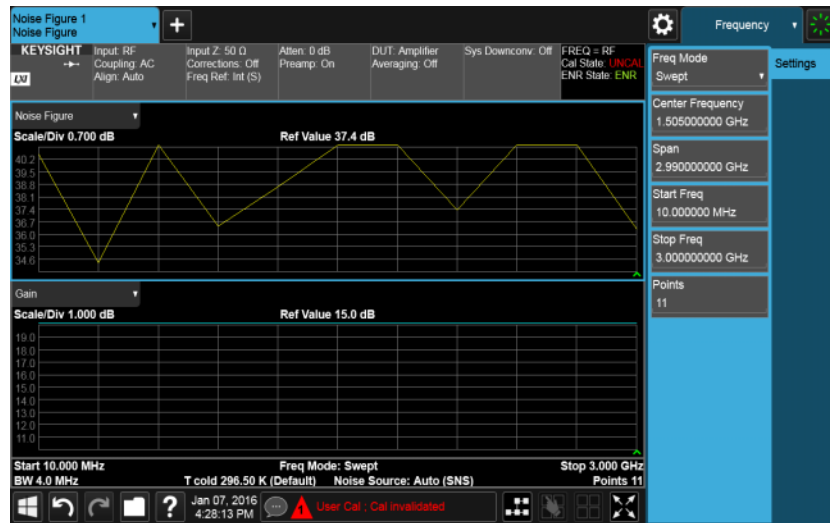 Noise Figure 1
Noise Figure
+
Frequency
KEYSIGHT
LXI
Input: RF
Coupling: AC
Align: Auto
Input Z: 50 Ω
Corrections: Off
Freq Ref: Int (S)
Atten: 0 dB
Preamp: On
DUT: Amplifier
Averaging: Off
Sys Downconv: Off
FREQ = RF
Cal State: UNCAL
ENR State: ENR
Freq Mode
Swept
Settings
Center Frequency
1.505000000 GHz
Span
2.990000000 GHz
Start Freq
10.000000 MHz
Stop Freq
3.000000000 GHz
Points
11
Noise Figure
Scale/Div 0.700 dB Ref Value 37.4 dB
40.2
39.5
38.8
38.1
37.4
36.7
36.0
35.3
34.6
Gain
Scale/Div 1.000 dB Ref Value 15.0 dB
19.0
18.0
17.0
16.0
15.0
14.0
13.0
12.0
11.0
Start 10.000 MHz Freq Mode: Swept Stop 3.000 GHz
BW 4.0 MHz T cold 296.50 K (Default) Noise Source: Auto (SNS) Points 11
?
Jan 07, 2016
4:28:13 PM
User Cal ; Cal invalidated